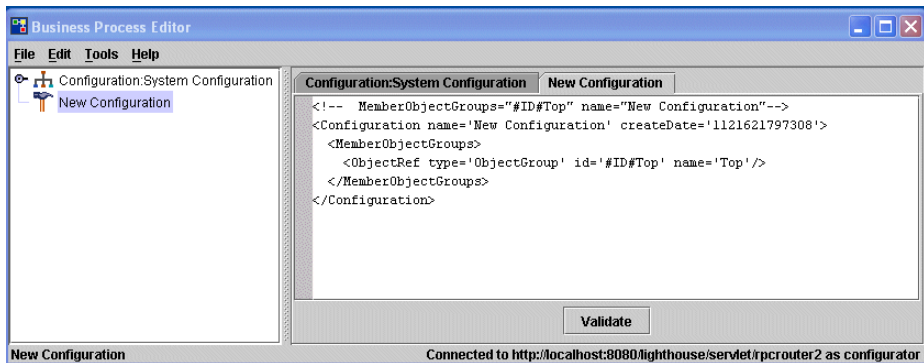 Business Process Editor
File Edit Tools Help
Configuration:System Configuration
New Configuration
Configuration:System Configuration New Configuration
<!--  MemberObjectGroups="#ID#Top" name="New Configuration"-->
<Configuration name='New Configuration' createDate='1121621797308'>
  <MemberObjectGroups>
    <ObjectRef type='ObjectGroup' id='#ID#Top' name='Top'/>
  </MemberObjectGroups>
</Configuration>
Validate
New Configuration Connected to http://localhost:8080/lighthouse/servlet/rpcrouter2 as configurator